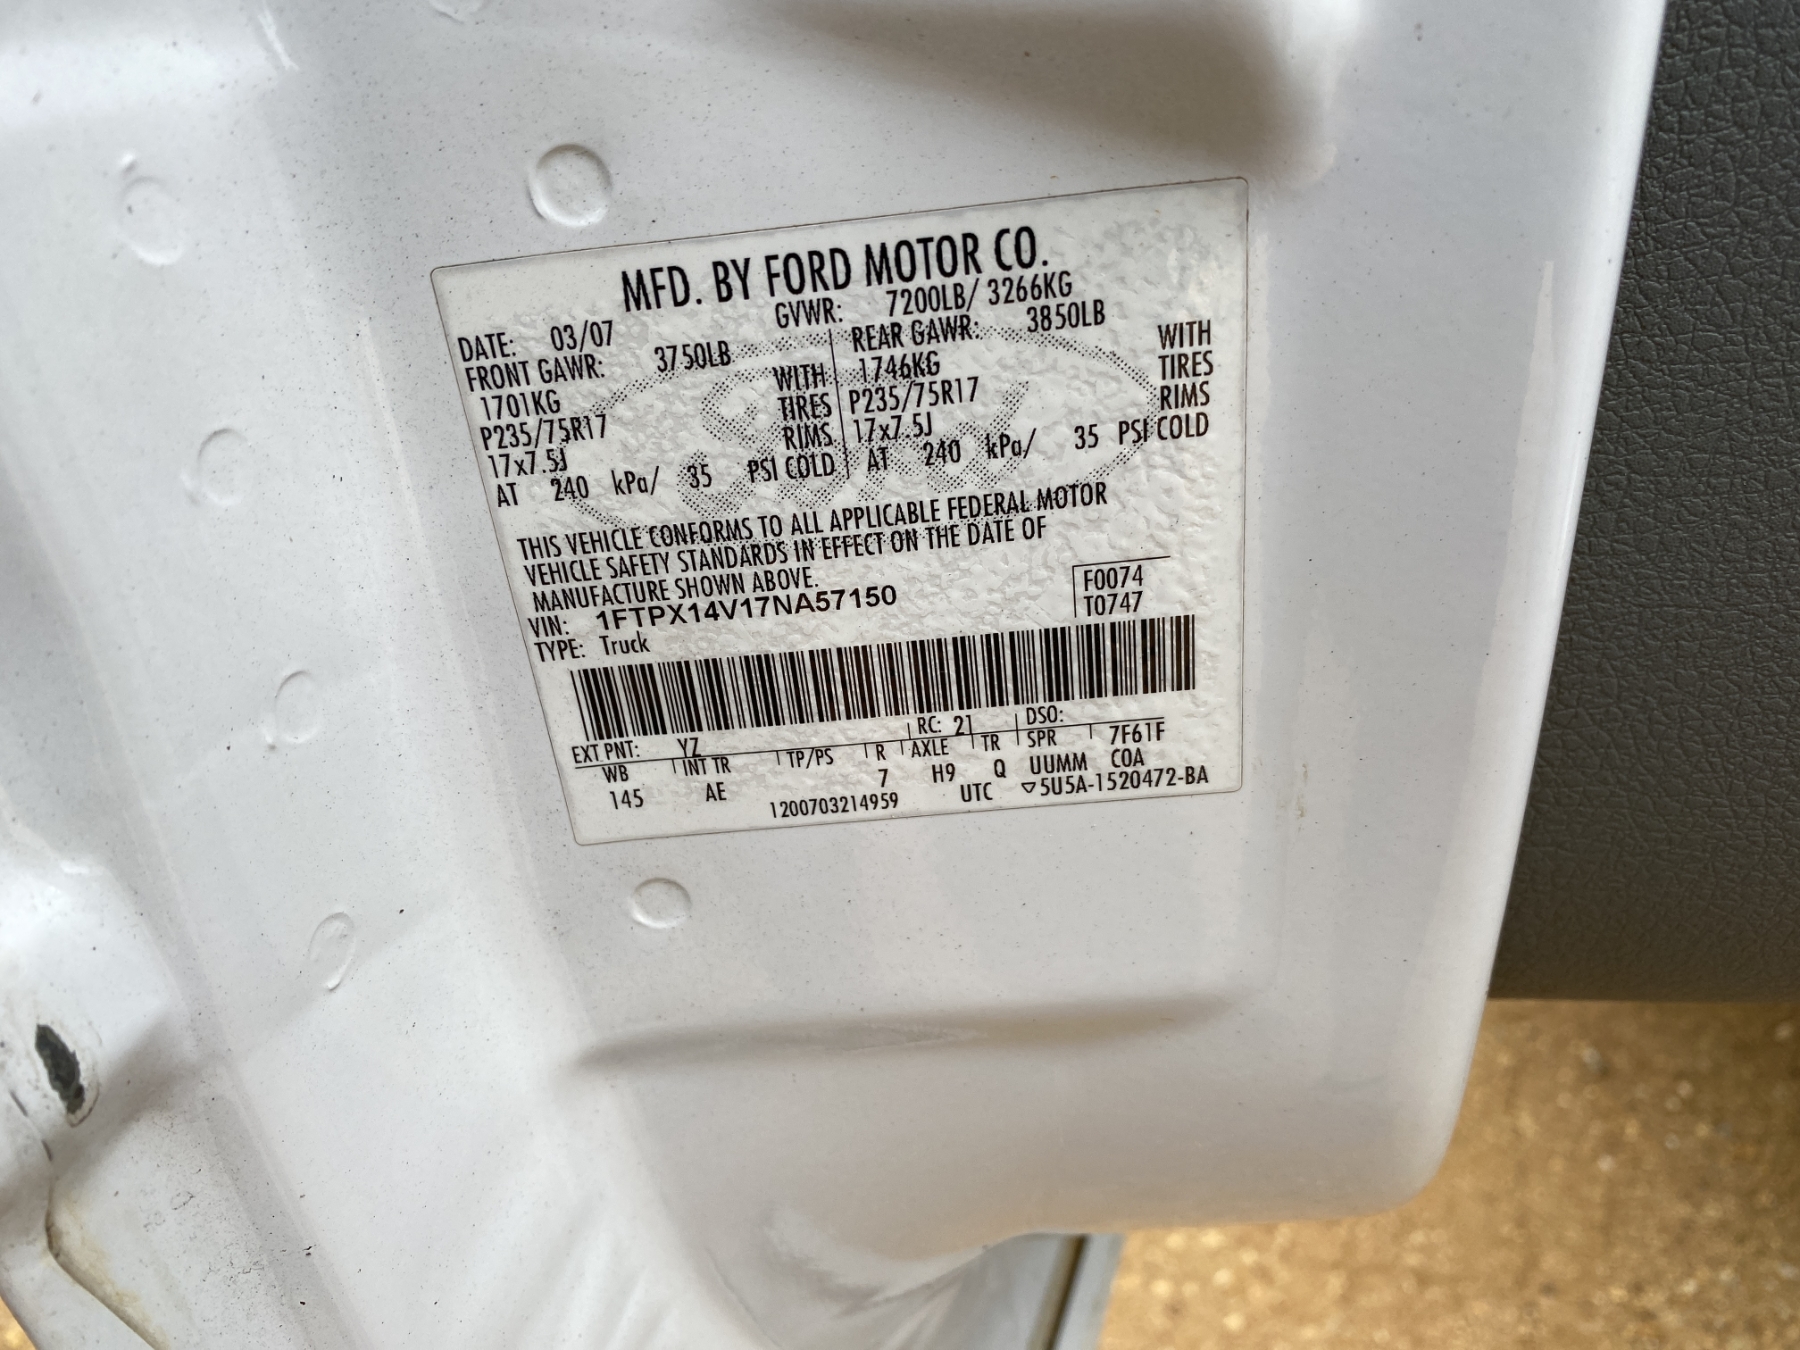 MFD. BY FORD MOTOR CO.
DATE: 03/07 GVWR: 7200LB/ 3266KG
FRONT GAWR: 3750LB REAR GAWR: 3850LB
1701KG WITH 1746KG WITH
P235/75R17 TIRES P235/75R17 TIRES
17x7.5J RIMS 17x7.5J RIMS
AT 240 kPa/ 35 PSI COLD AT 240 kPa/ 35 PSI COLD
THIS VEHICLE CONFORMS TO ALL APPLICABLE FEDERAL MOTOR
VEHICLE SAFETY STANDARDS IN EFFECT ON THE DATE OF
MANUFACTURE SHOWN ABOVE.
VIN: 1FTPX14V17NA57150 F0074
TYPE: Truck T0747
EXT PNT: YZ RC: 21 DSO:
WB INT TR TP/PS R AXLE TR SPR 7F61F
145 AE 7 H9 Q UUMM COA
1200703214959 UTC ▽5U5A-1520472-BA